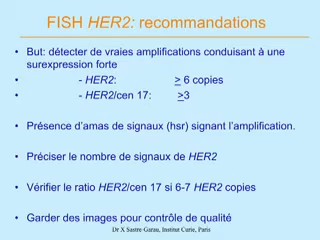 FISH HER2: recommandations
• But: détecter de vraies amplifications conduisant à une
surexpression forte
• - HER2: > 6 copies
• - HER2/cen 17: >3
• Présence d’amas de signaux (hsr) signant l’amplification.
• Préciser le nombre de signaux de HER2
• Vérifier le ratio HER2/cen 17 si 6-7 HER2 copies
• Garder des images pour contrôle de qualité
Dr X Sastre-Garau, Institut Curie, Paris